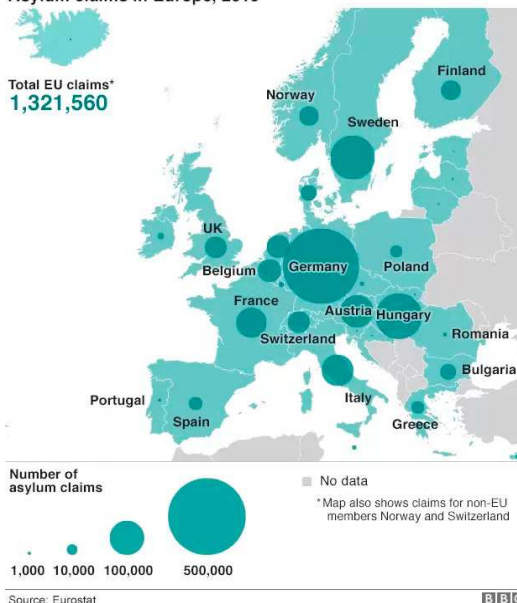 Total EU claims*
1,321,560
Finland
Norway
Sweden
UK
Belgium
Germany
Poland
France
Austria
Hungary
Switzerland
Romania
Bulgaria
Portugal
Italy
Spain
Greece
Number of
asylum claims
No data
*Map also shows claims for non-EU
members Norway and Switzerland
1,000 10,000 100,000 500,000
Source: Eurostat
BBC